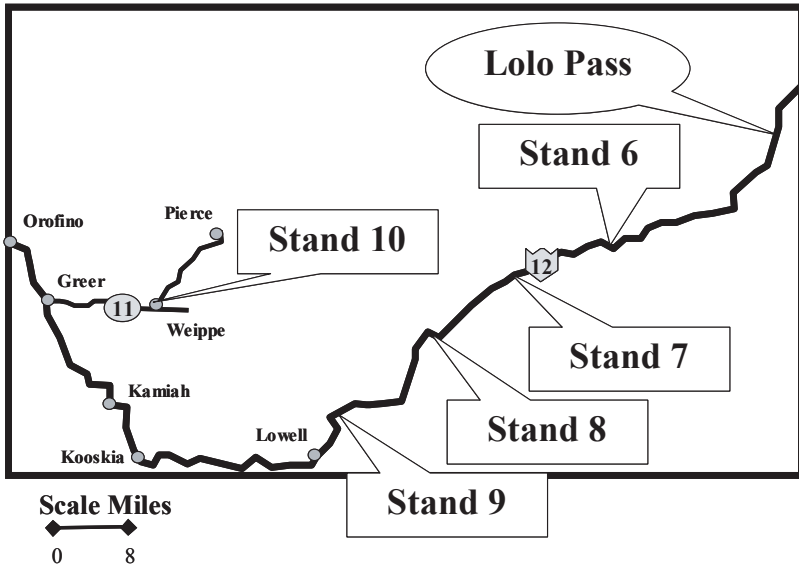 Lolo Pass
Stand 6
Pierce
Orofino
Stand 10
12
Greer
11
Weippe
Stand 7
Kamiah
Stand 8
Lowell
Kooskia
Stand 9
Scale Miles
0 8